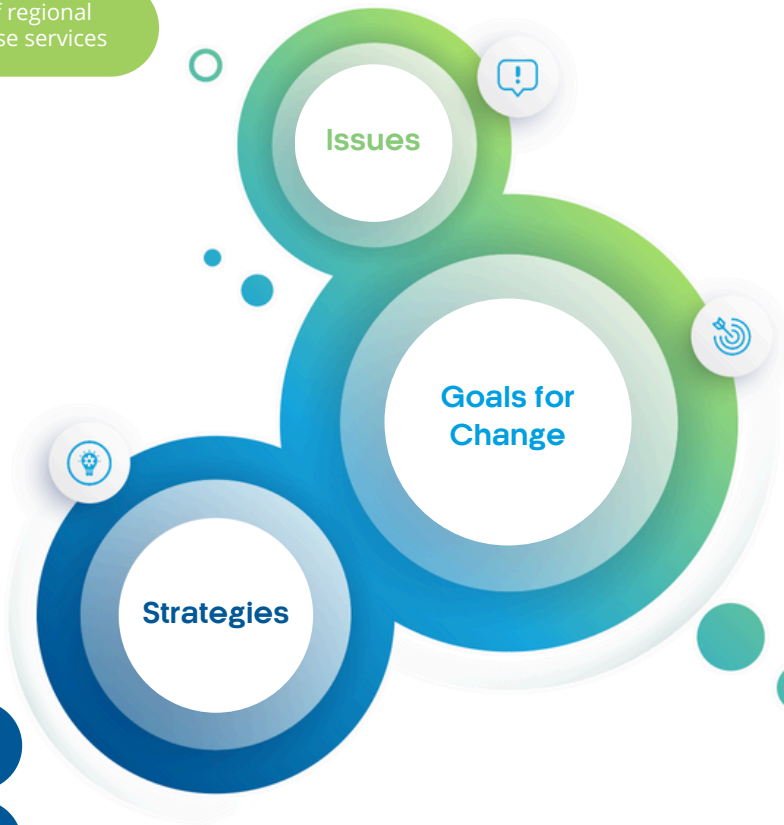 regional
se services
Issues
Goals for
Change
Strategies